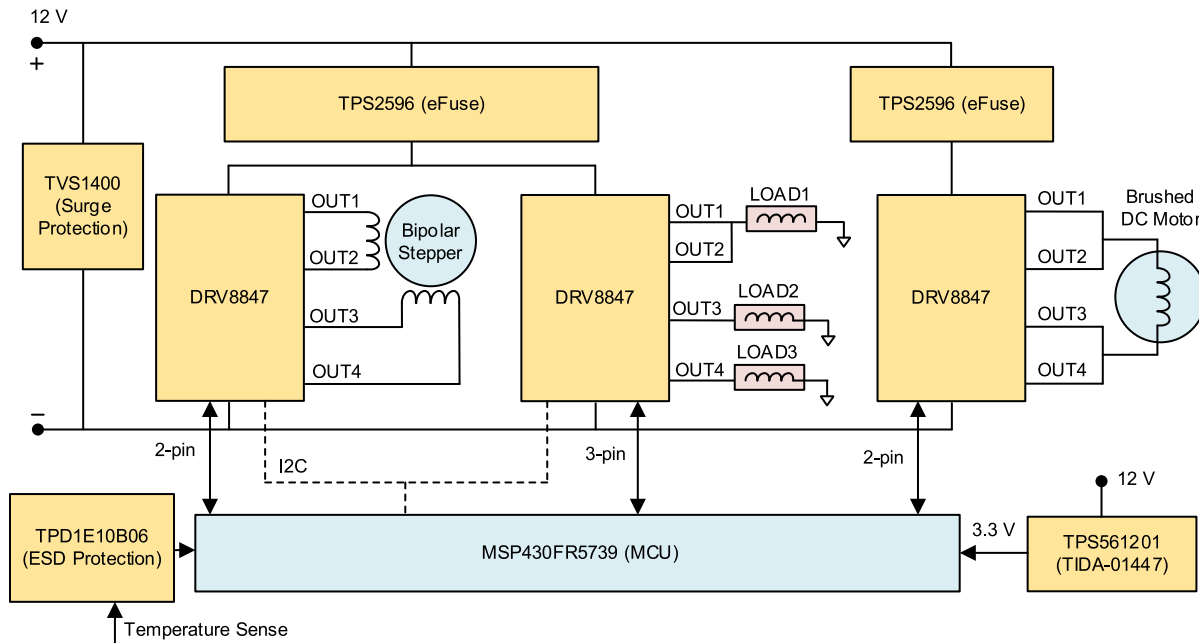 12 V
+
TPS2596 (eFuse)
TPS2596 (eFuse)
TVS1400
(Surge
Protection)
DRV8847
OUT1
OUT2
OUT3
OUT4
Bipolar
Stepper
DRV8847
OUT1
OUT2
OUT3
OUT4
LOAD1
LOAD2
LOAD3
DRV8847
OUT1
OUT2
OUT3
OUT4
Brushed
DC Motor
–
2-pin
I2C
3-pin
2-pin
12 V
TPD1E10B06
(ESD Protection)
MSP430FR5739 (MCU)
3.3 V
TPS561201
(TIDA-01447)
Temperature Sense